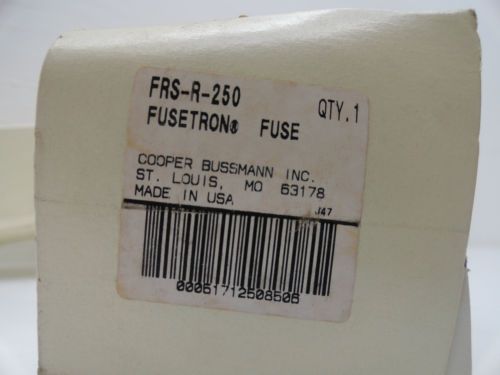 FRS-R-250
QTY.1
FUSETRON® FUSE
COOPER BUSSMANN INC.
ST. LOUIS, MO 63178
MADE IN USA
J47
00051712508506